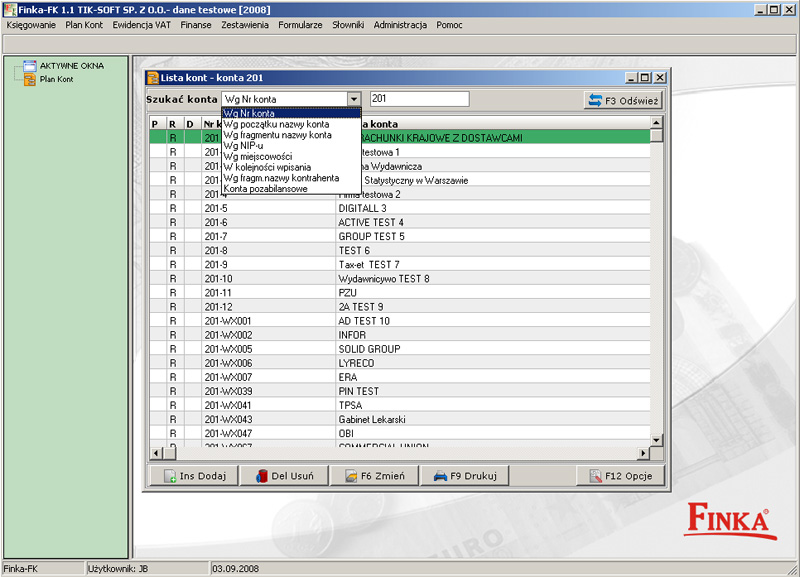 Finka-FK 1.1 TIK-SOFT SP. Z O.O.- dane testowe [2008]
Księgowanie Plan Kont Ewidencja VAT Finanse Zestawienia Formularze Słowniki Administracja Pomoc
AKTYWNE OKNA
Plan Kont
Lista kont - konta 201
Szukać konta Wg Nr konta 201 F3 Odśwież
Wg Nr konta
Wg początku nazwy konta
Wg fragmentu nazwy konta
Wg NIP-u
Wg miejscowości
W kolejności wpisania
Wg fragm.nazwy kontrahenta
Konta pozabilansowe
P R D Nr k a konta
R 201 ACHUNKI KRAJOWE Z DOSTAWCAMI
R 201 testowa 1
R 201 na Wydawnicza
R 201 Statystyczny w Warszawie
R 201-4 Firma testowa 2
R 201-5 DIGITALL 3
R 201-6 ACTIVE TEST 4
R 201-7 GROUP TEST 5
R 201-8 TEST 6
R 201-9 Tax-et TEST 7
R 201-10 Wydawnicywo TEST 8
R 201-11 PZU
R 201-12 2A TEST 9
R 201-WX001 AD TEST 10
R 201-WX002 INFOR
R 201-WX005 SOLID GROUP
R 201-WX006 LYRECO
R 201-WX007 ERA
R 201-WX039 PIN TEST
R 201-WX041 TPSA
R 201-WX043 Gabinet Lekarski
R 201-WX047 OBI
R 201-WX067 COMMERCIAL UNION
Ins Dodaj Del Usuń F6 Zmień F9 Drukuj F12 Opcje
EURO
FINKA®
Finka-FK Użytkownik: JB 03.09.2008